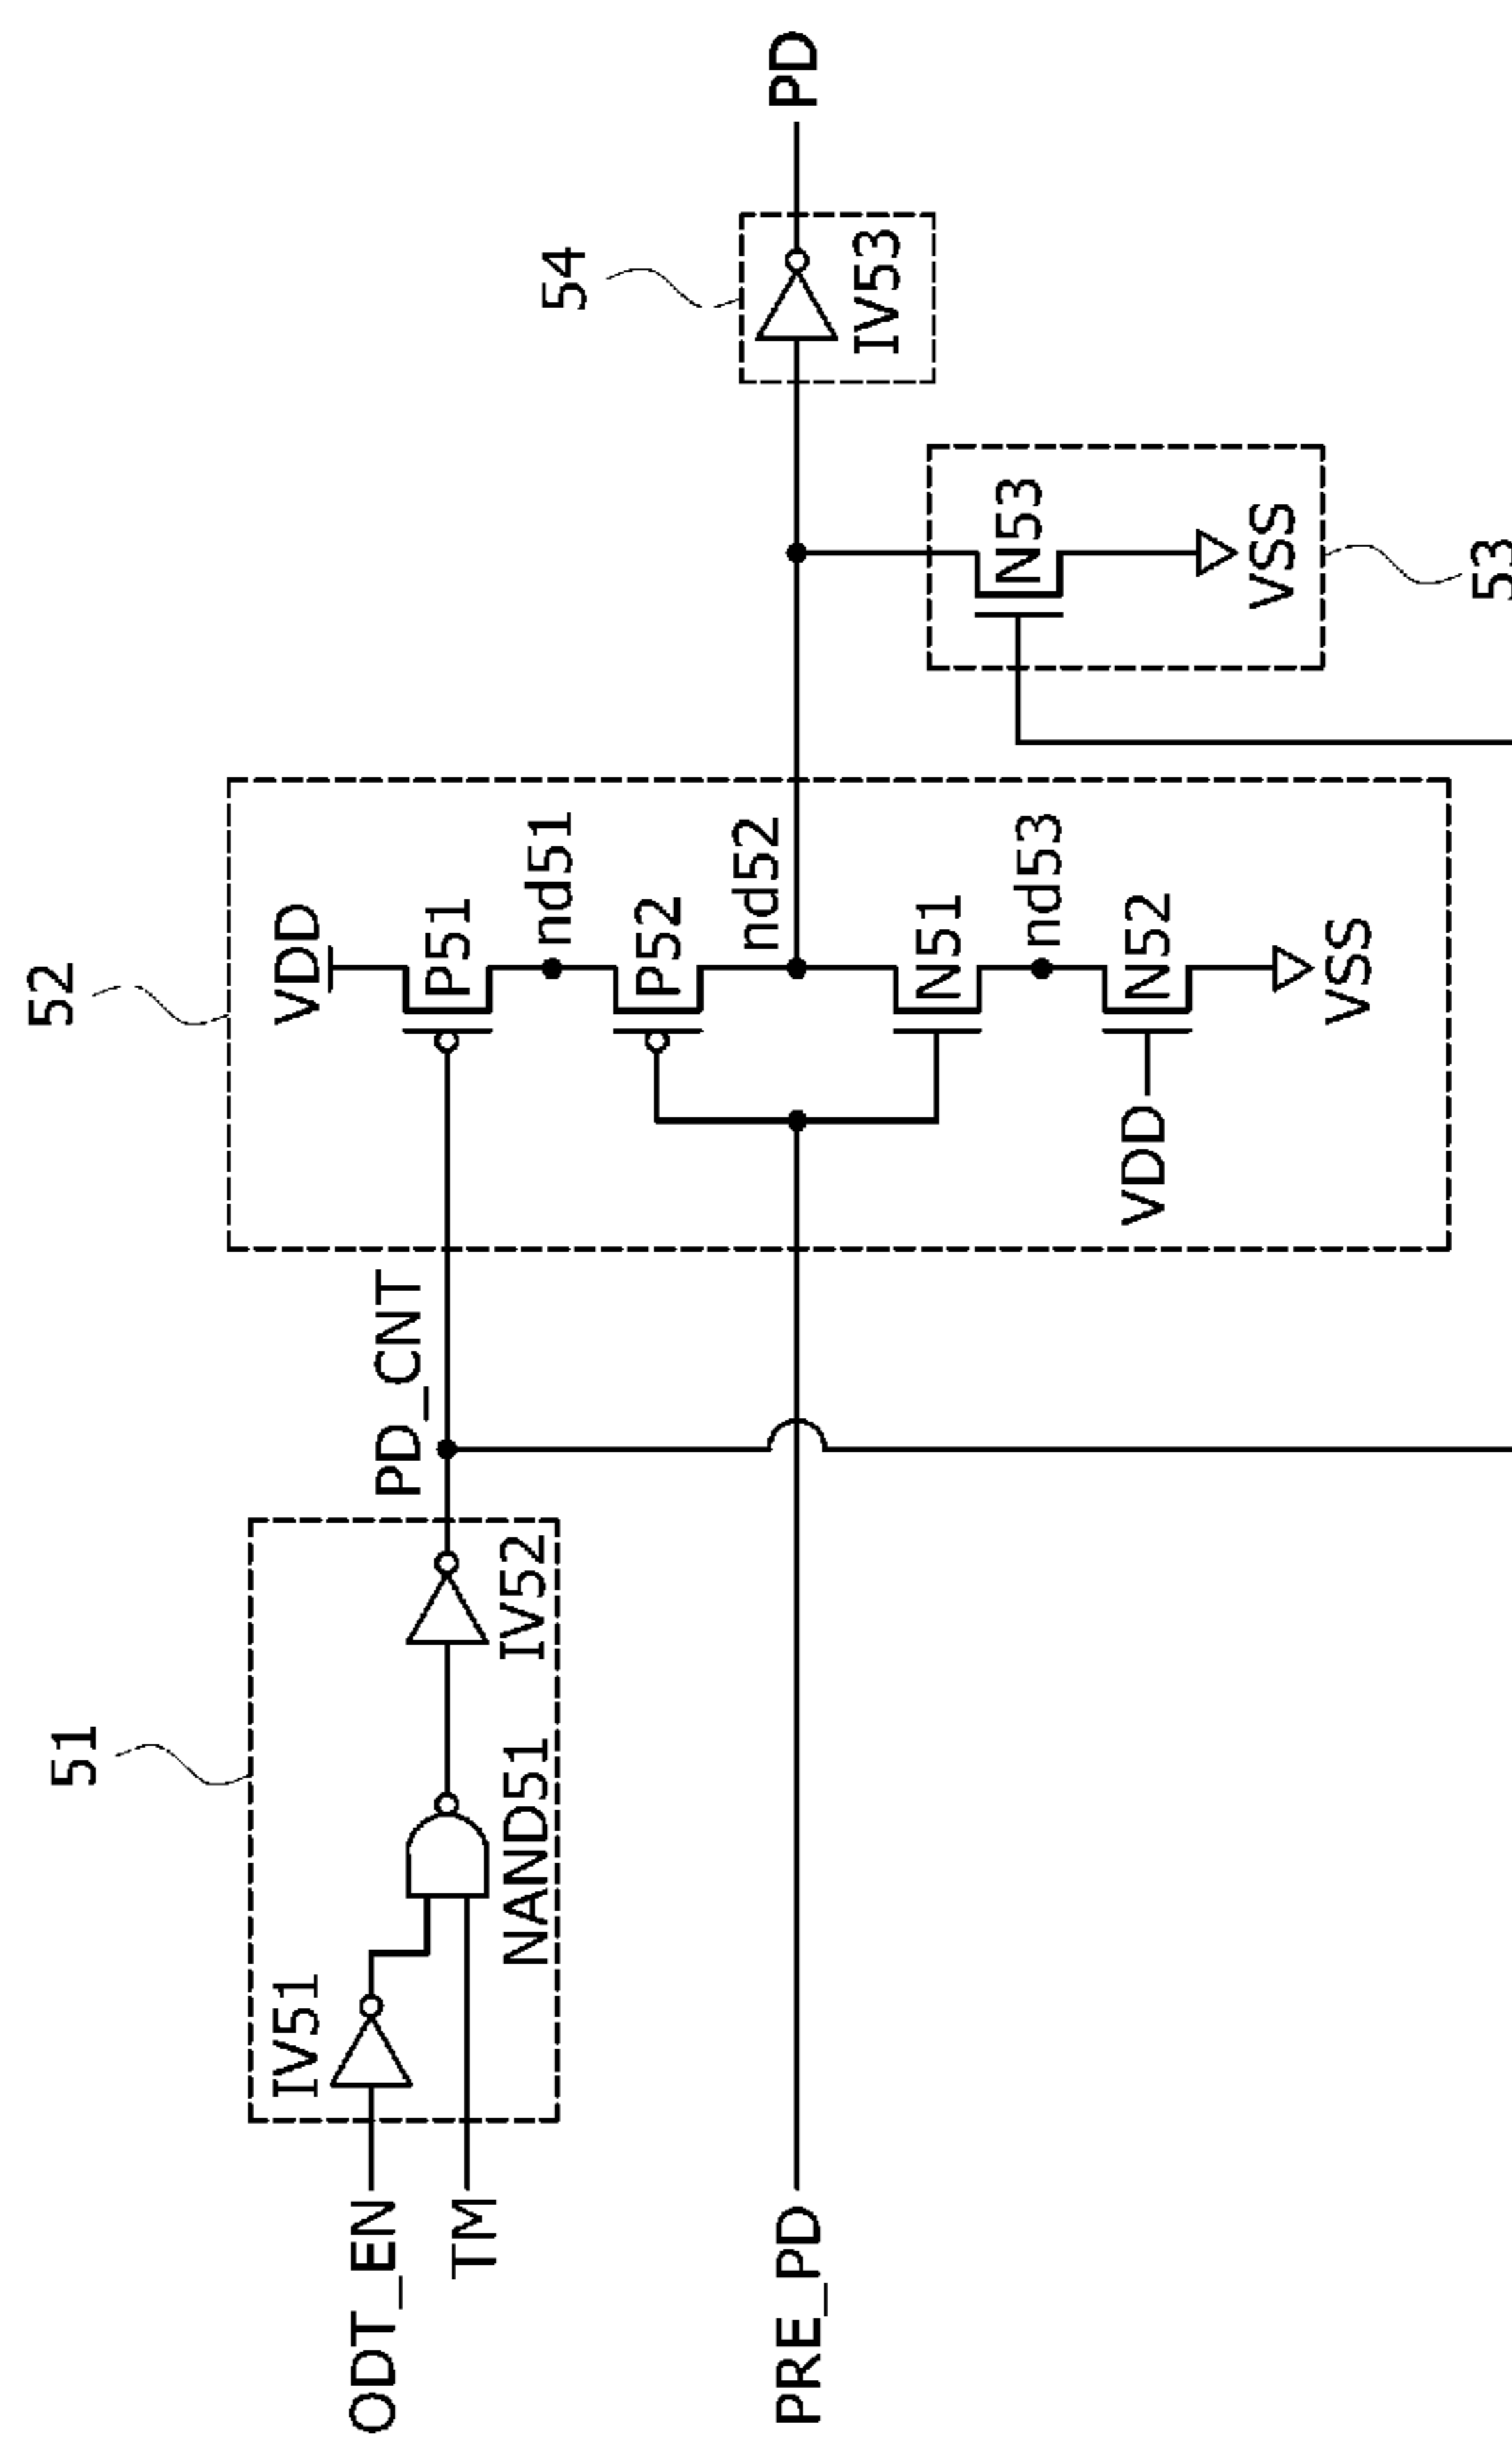 52
51
54
53
VDD
P51
nd51
P52
nd52
N51
nd53
N52
VDD
VSS
PD_CNT
IV51
NAND51
IV52
ODT_EN
TM
PRE_PD
N53
VSS
IV53
PD